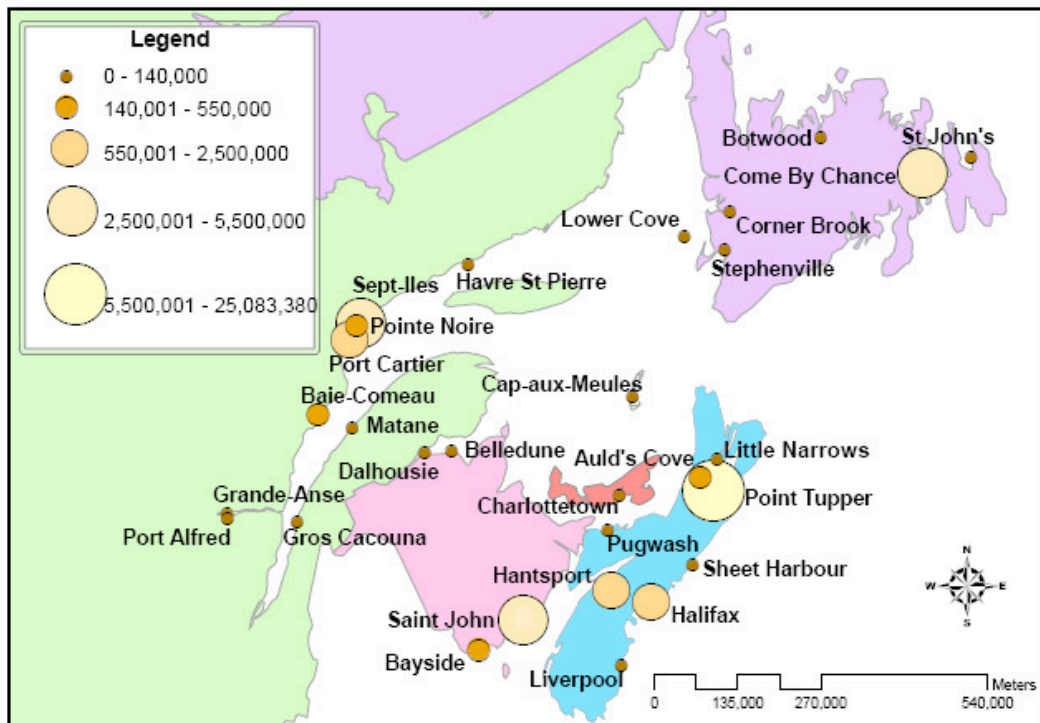 Legend
0 - 140,000
140,001 - 550,000
550,001 - 2,500,000
2,500,001 - 5,500,000
5,500,001 - 25,083,380
Botwood
St John's
Come By Chance
Lower Cove
Corner Brook
Stephenville
Havre St Pierre
Sept-Iles
Pointe Noire
Port Cartier
Cap-aux-Meules
Baie-Comeau
Matane
Belledune
Dalhousie
Auld's Cove
Little Narrows
Point Tupper
Charlottetown
Grande-Anse
Port Alfred
Gros Cacouna
Pugwash
Hantsport
Sheet Harbour
Halifax
Saint John
Bayside
Liverpool
N
W E
S
Meters
0 135,000 270,000 540,000